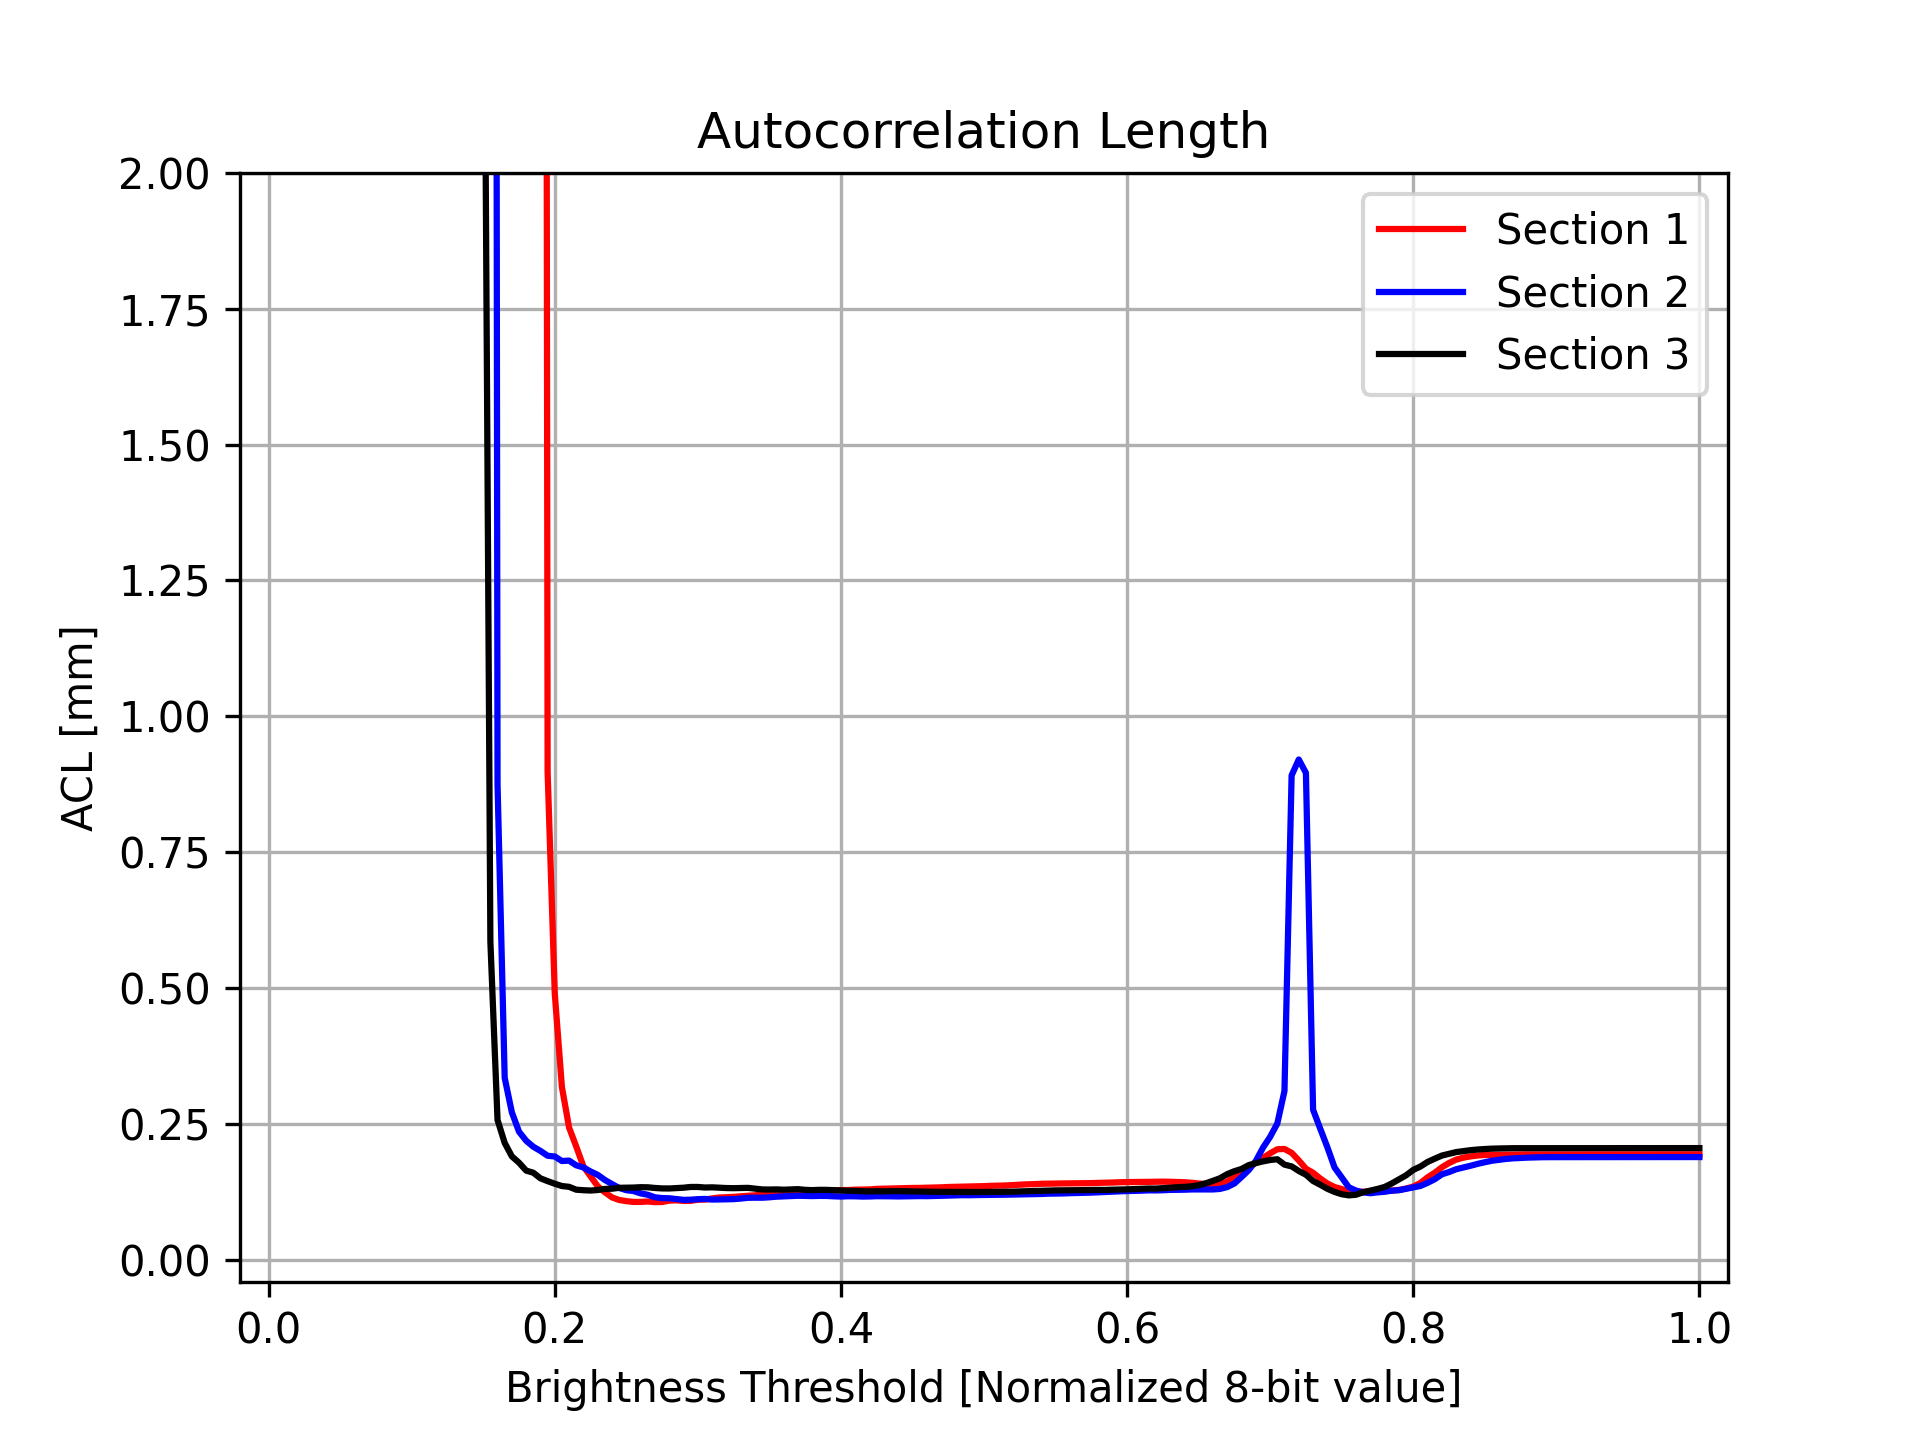 Autocorrelation Length
2.00
1.75
1.50
1.25
1.00
0.75
0.50
0.25
0.00
ACL [mm]
Section 1
Section 2
Section 3
0.0 0.2 0.4 0.6 0.8 1.0
Brightness Threshold [Normalized 8-bit value]